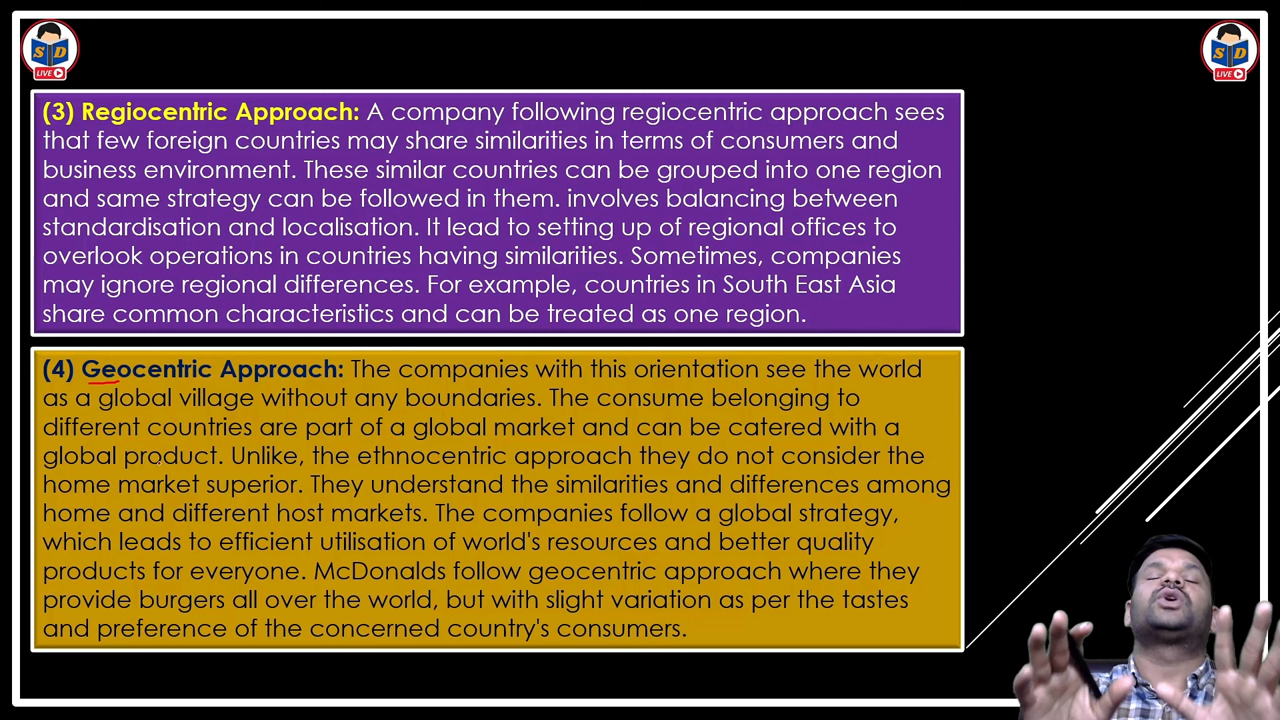 S D
LIVE
S D
LIVE
(3) Regiocentric Approach: A company following regiocentric approach sees
that few foreign countries may share similarities in terms of consumers and
business environment. These similar countries can be grouped into one region
and same strategy can be followed in them. involves balancing between
standardisation and localisation. It lead to setting up of regional offices to
overlook operations in countries having similarities. Sometimes, companies
may ignore regional differences. For example, countries in South East Asia
share common characteristics and can be treated as one region.
(4) Geocentric Approach: The companies with this orientation see the world
as a global village without any boundaries. The consume belonging to
different countries are part of a global market and can be catered with a
global product. Unlike, the ethnocentric approach they do not consider the
home market superior. They understand the similarities and differences among
home and different host markets. The companies follow a global strategy,
which leads to efficient utilisation of world's resources and better quality
products for everyone. McDonalds follow geocentric approach where they
provide burgers all over the world, but with slight variation as per the tastes
and preference of the concerned country's consumers.